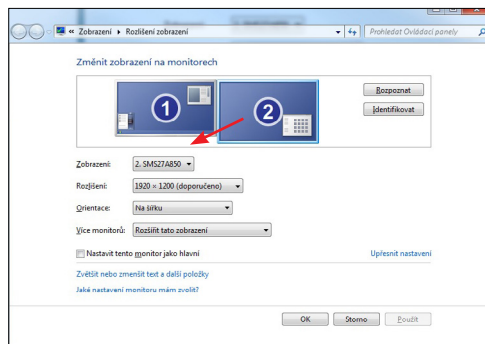 « Zobrazení ▸ Rozlišení zobrazení
Prohledat Ovládací panely
Změnit zobrazení na monitorech
1
2
Rozpoznat
Identifikovat
Zobrazení: 2. SMS27A850
Rozlišení: 1920 × 1200 (doporučeno)
Orientace: Na šířku
Více monitorů: Rozšířit tato zobrazení
Nastavit tento monitor jako hlavní
Upřesnit nastavení
Zvětšit nebo zmenšit text a další položky
Jaké nastavení monitoru mám zvolit?
OK Storno Použít